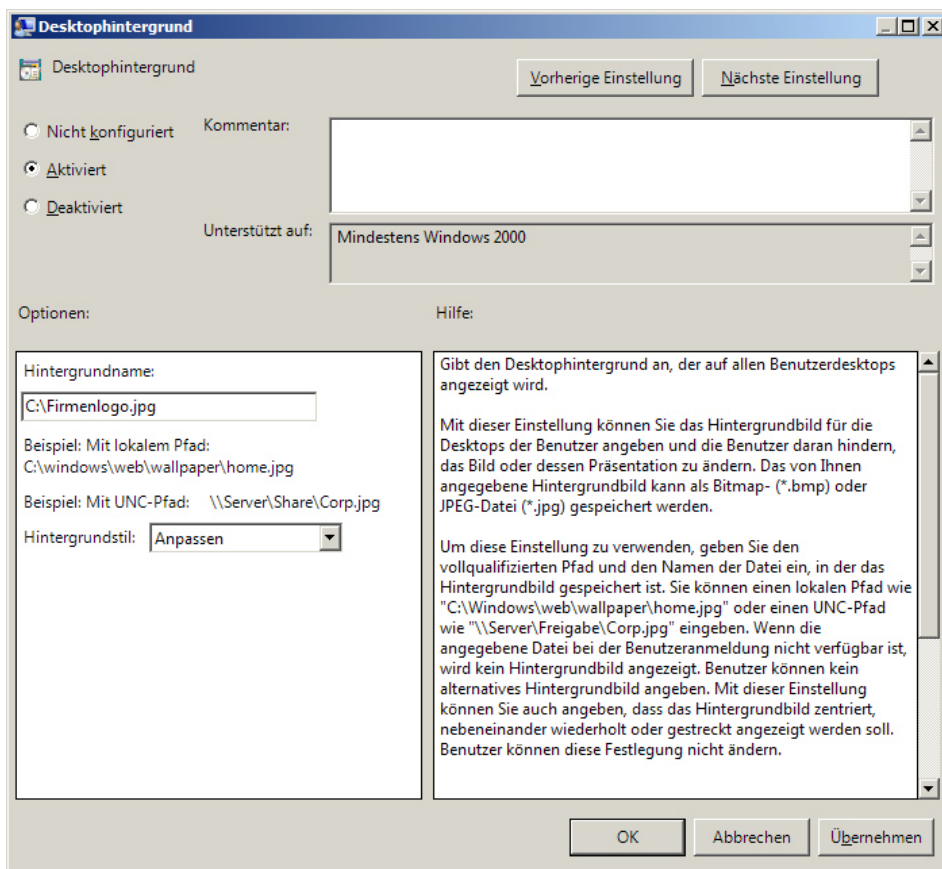 Desktophintergrund
Desktophintergrund
Vorherige Einstellung
Nächste Einstellung
Nicht konfiguriert
Kommentar:
Aktiviert
Deaktiviert
Unterstützt auf:
Mindestens Windows 2000
Optionen:
Hilfe:
Hintergrundname:
C:\Firmenlogo.jpg
Beispiel: Mit lokalem Pfad:
C:\windows\web\wallpaper\home.jpg
Beispiel: Mit UNC-Pfad: \\Server\Share\Corp.jpg
Hintergrundstil: Anpassen
Gibt den Desktophintergrund an, der auf allen Benutzerdesktops
angezeigt wird.
Mit dieser Einstellung können Sie das Hintergrundbild für die
Desktops der Benutzer angeben und die Benutzer daran hindern,
das Bild oder dessen Präsentation zu ändern. Das von Ihnen
angegebene Hintergrundbild kann als Bitmap- (*.bmp) oder
JPEG-Datei (*.jpg) gespeichert werden.
Um diese Einstellung zu verwenden, geben Sie den
vollqualifizierten Pfad und den Namen der Datei ein, in der das
Hintergrundbild gespeichert ist. Sie können einen lokalen Pfad wie
"C:\Windows\web\wallpaper\home.jpg" oder einen UNC-Pfad
wie "\\Server\Freigabe\Corp.jpg" eingeben. Wenn die
angegebene Datei bei der Benutzeranmeldung nicht verfügbar ist,
wird kein Hintergrundbild angezeigt. Benutzer können kein
alternatives Hintergrundbild angeben. Mit dieser Einstellung
können Sie auch angeben, dass das Hintergrundbild zentriert,
nebeneinander wiederholt oder gestreckt angezeigt werden soll.
Benutzer können diese Festlegung nicht ändern.
OK
Abbrechen
Übernehmen